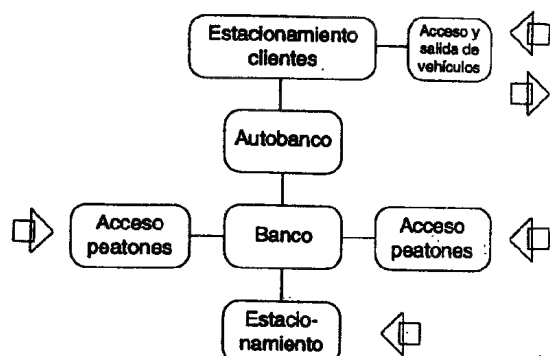 Estacionamiento
clientes
Acceso y
salida de
vehículos
Autobanco
Acceso
peatones
Banco
Acceso
peatones
Estacio-
namiento